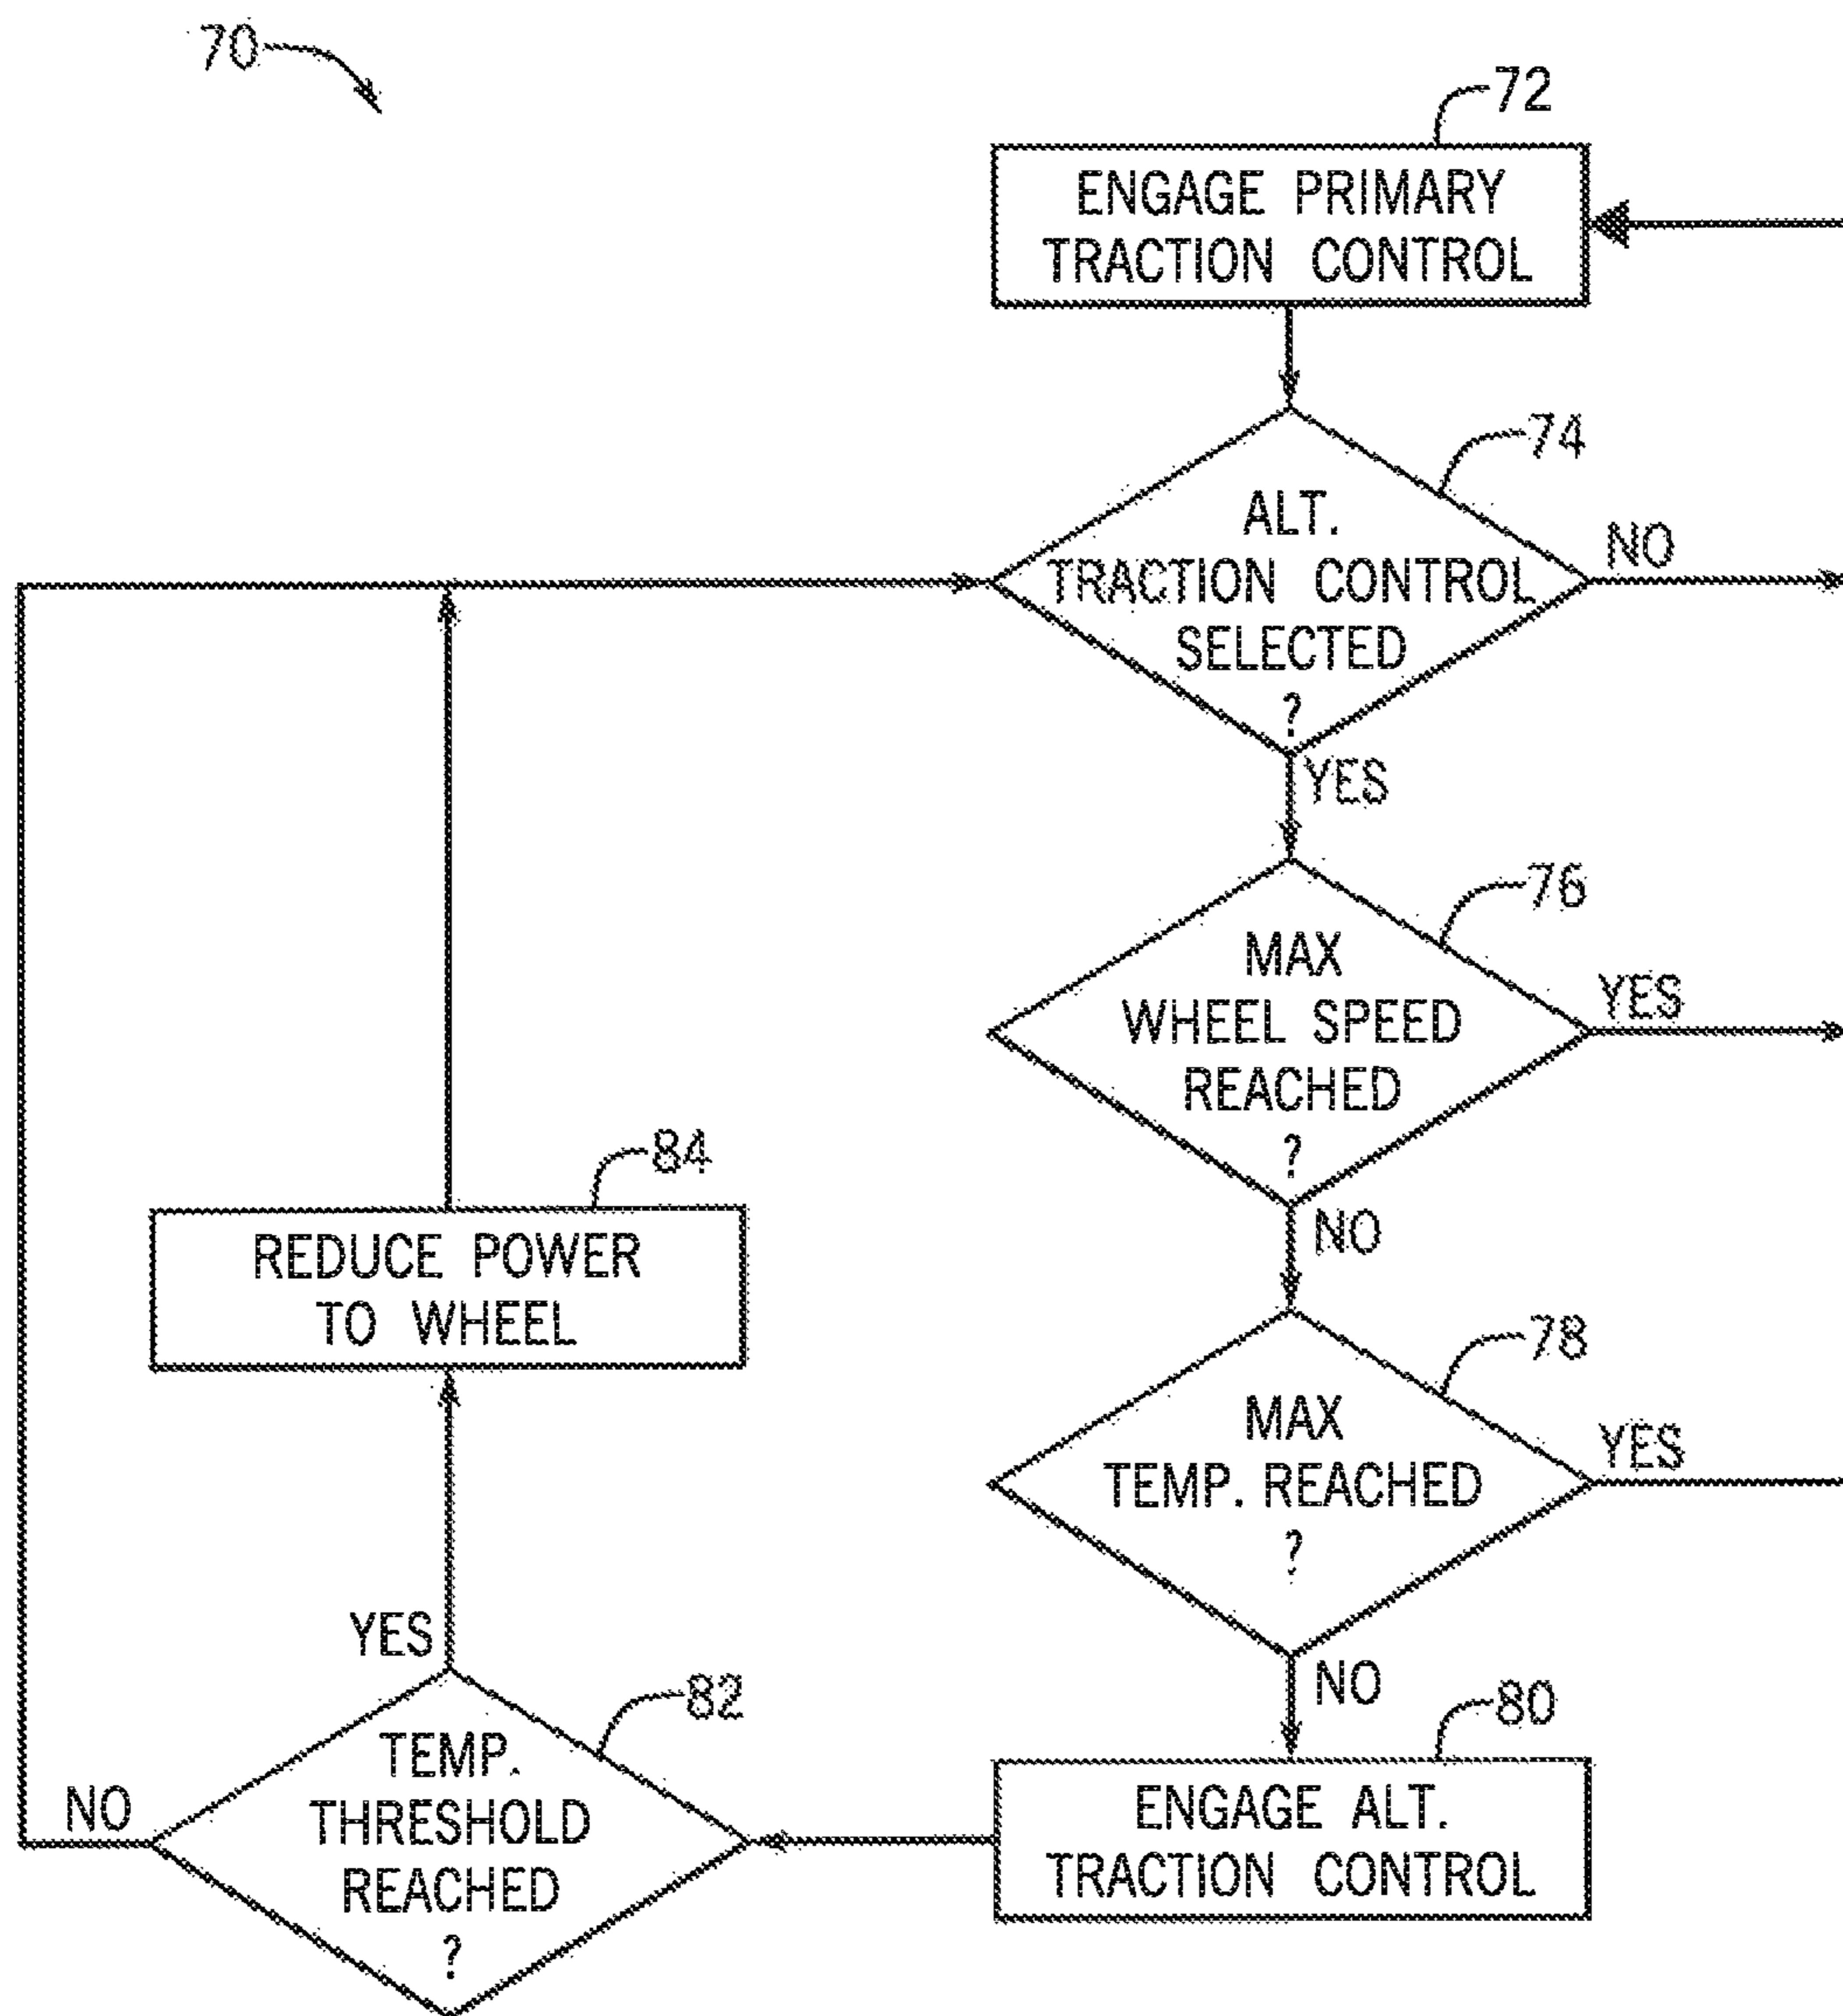 70
72
ENGAGE PRIMARY
TRACTION CONTROL
74
ALT.
TRACTION CONTROL
SELECTED
?
NO
YES
76
MAX
WHEEL SPEED
REACHED
?
YES
NO
84
REDUCE POWER
TO WHEEL
78
MAX
TEMP. REACHED
?
YES
NO
YES
82
TEMP.
THRESHOLD
REACHED
?
NO
80
ENGAGE ALT.
TRACTION CONTROL